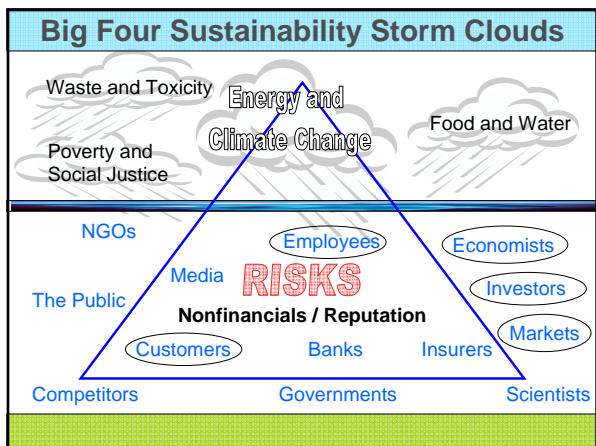 Big Four Sustainability Storm Clouds
Waste and Toxicity
Energy and
Climate Change
Food and Water
Poverty and
Social Justice
NGOs
Employees
Economists
Media
RISKS
The Public
Investors
Nonfinancials / Reputation
Markets
Customers
Banks
Insurers
Competitors
Governments
Scientists